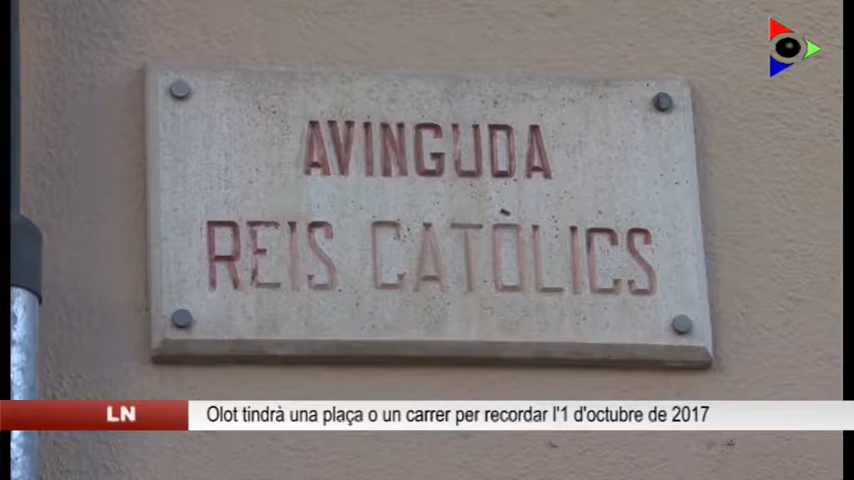 AVINGUDA
REIS CATÒLICS
LN
Olot tindrà una plaça o un carrer per recordar l'1 d'octubre de 2017